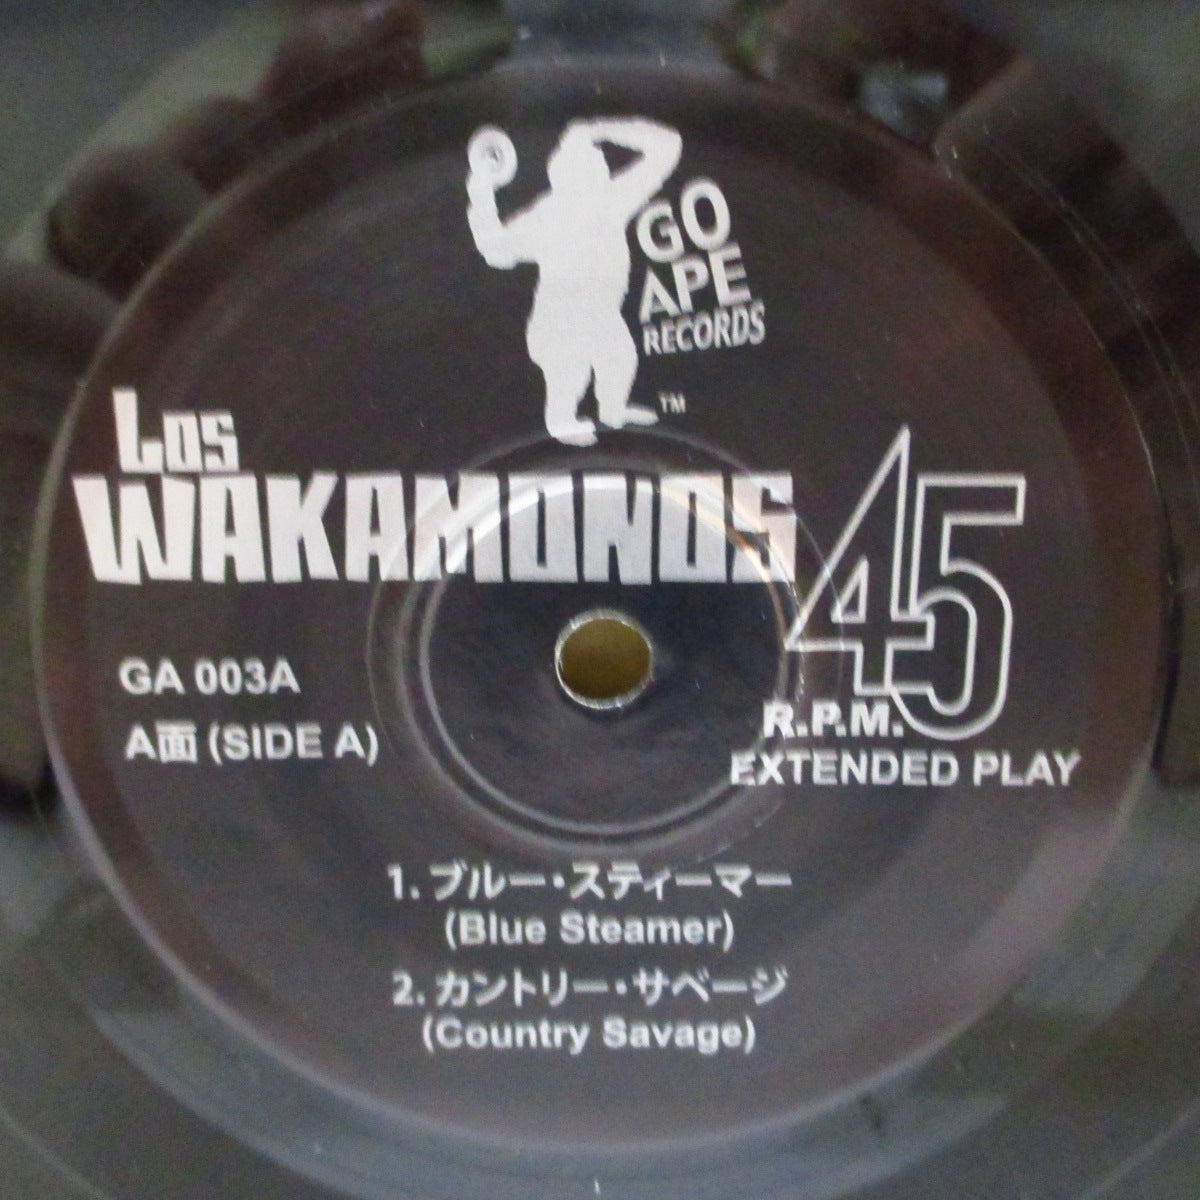 GO
APE
RECORDS
TM
Los
WAKAMONOS
45
R.P.M.
EXTENDED PLAY
GA 003A
A面 (SIDE A)
1. ブルー・スティーマー
(Blue Steamer)
2. カントリー・サベージ
(Country Savage)